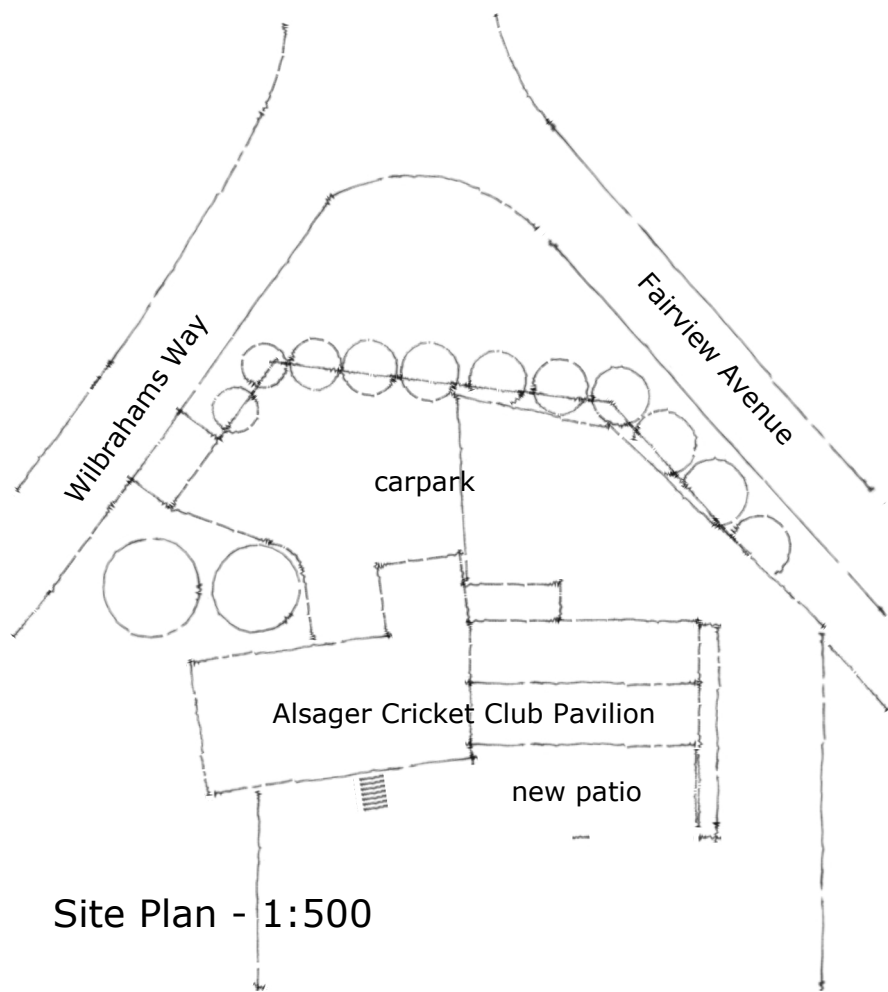 Wilbrahams Way
Fairview Avenue
carpark
Alsager Cricket Club Pavilion
new patio
Site Plan - 1:500